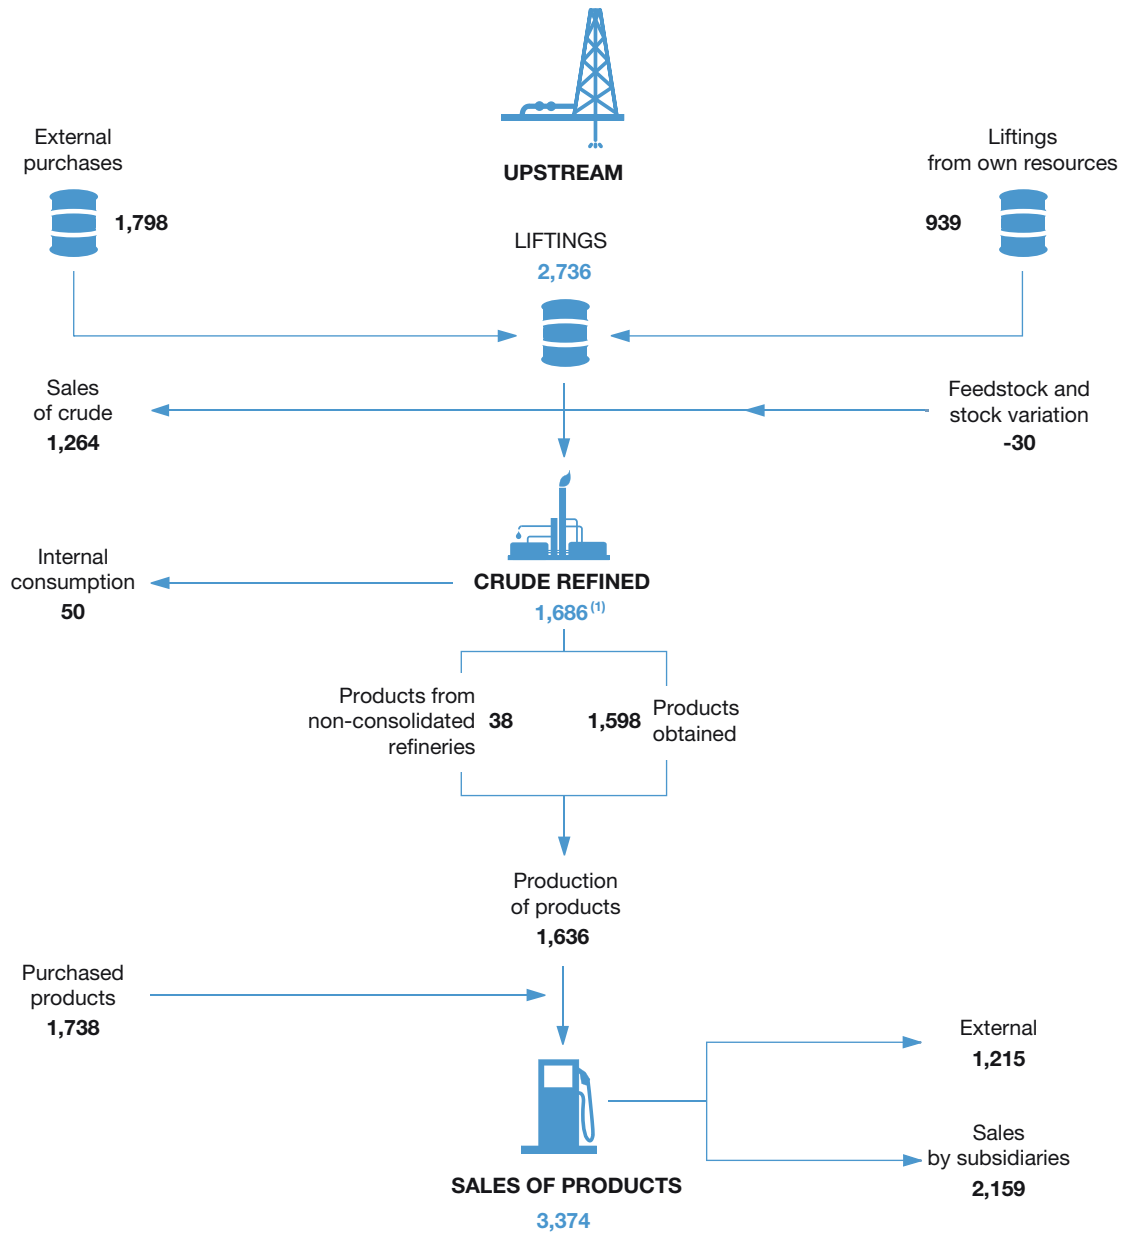 UPSTREAM
External
purchases
1,798
Liftings
from own resources
939
LIFTINGS
2,736
Sales
of crude
1,264
Feedstock and
stock variation
-30
Internal
consumption
50
CRUDE REFINED
1,686 (1)
Products from
non-consolidated
refineries
38
1,598
Products
obtained
Production
of products
1,636
Purchased
products
1,738
External
1,215
Sales
by subsidiaries
2,159
SALES OF PRODUCTS
3,374